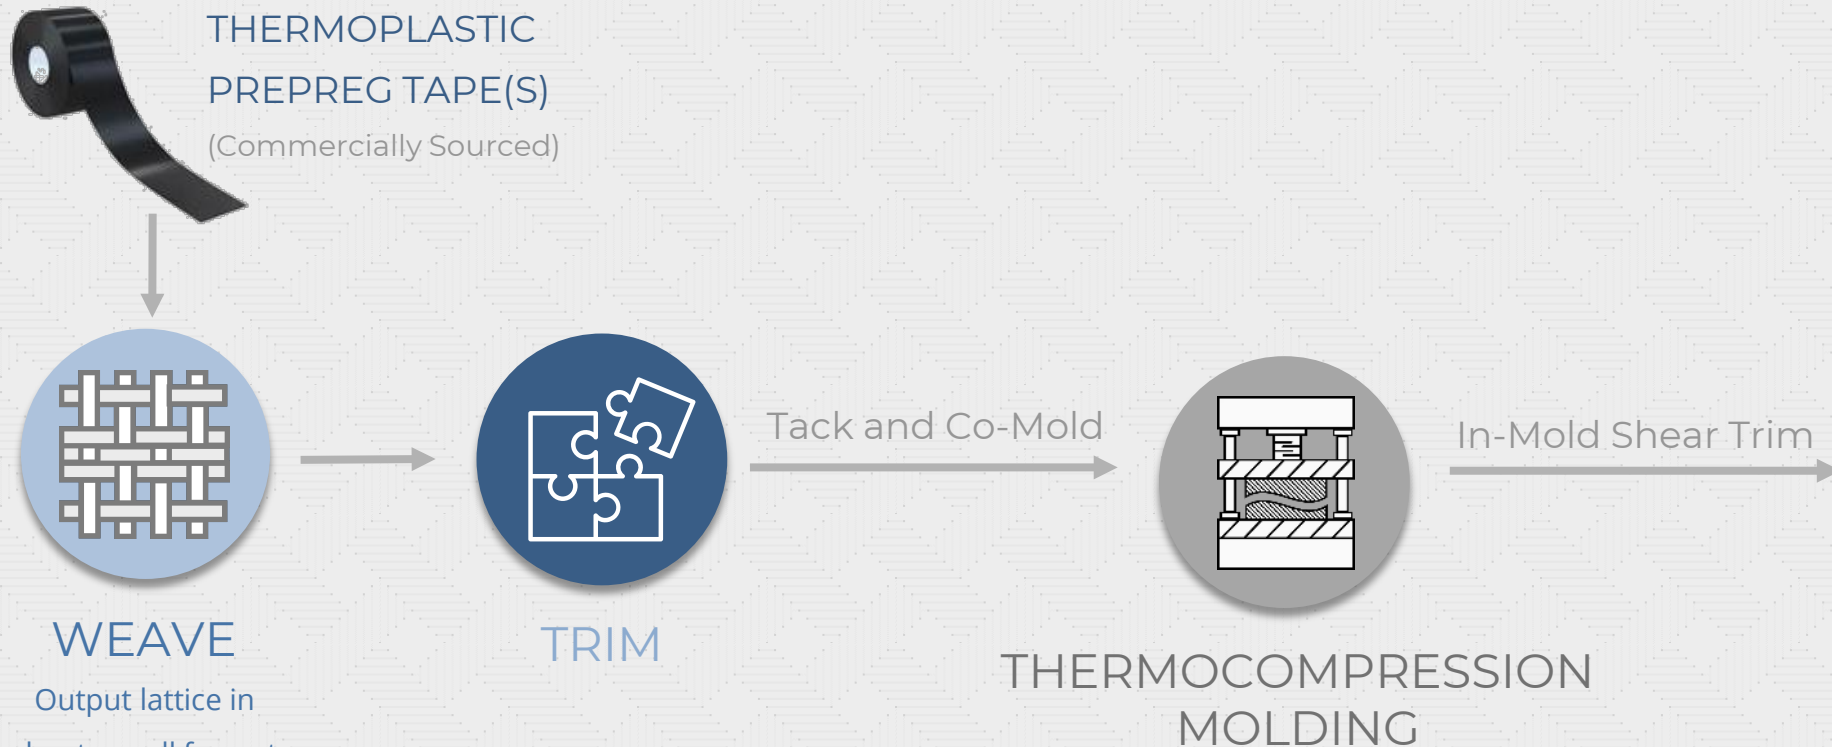 THERMOPLASTIC
PREPREG TAPE(S)
(Commercially Sourced)
Tack and Co-Mold
In-Mold Shear Trim
WEAVE
Output lattice in
TRIM
THERMOCOMPRESSION
MOLDING